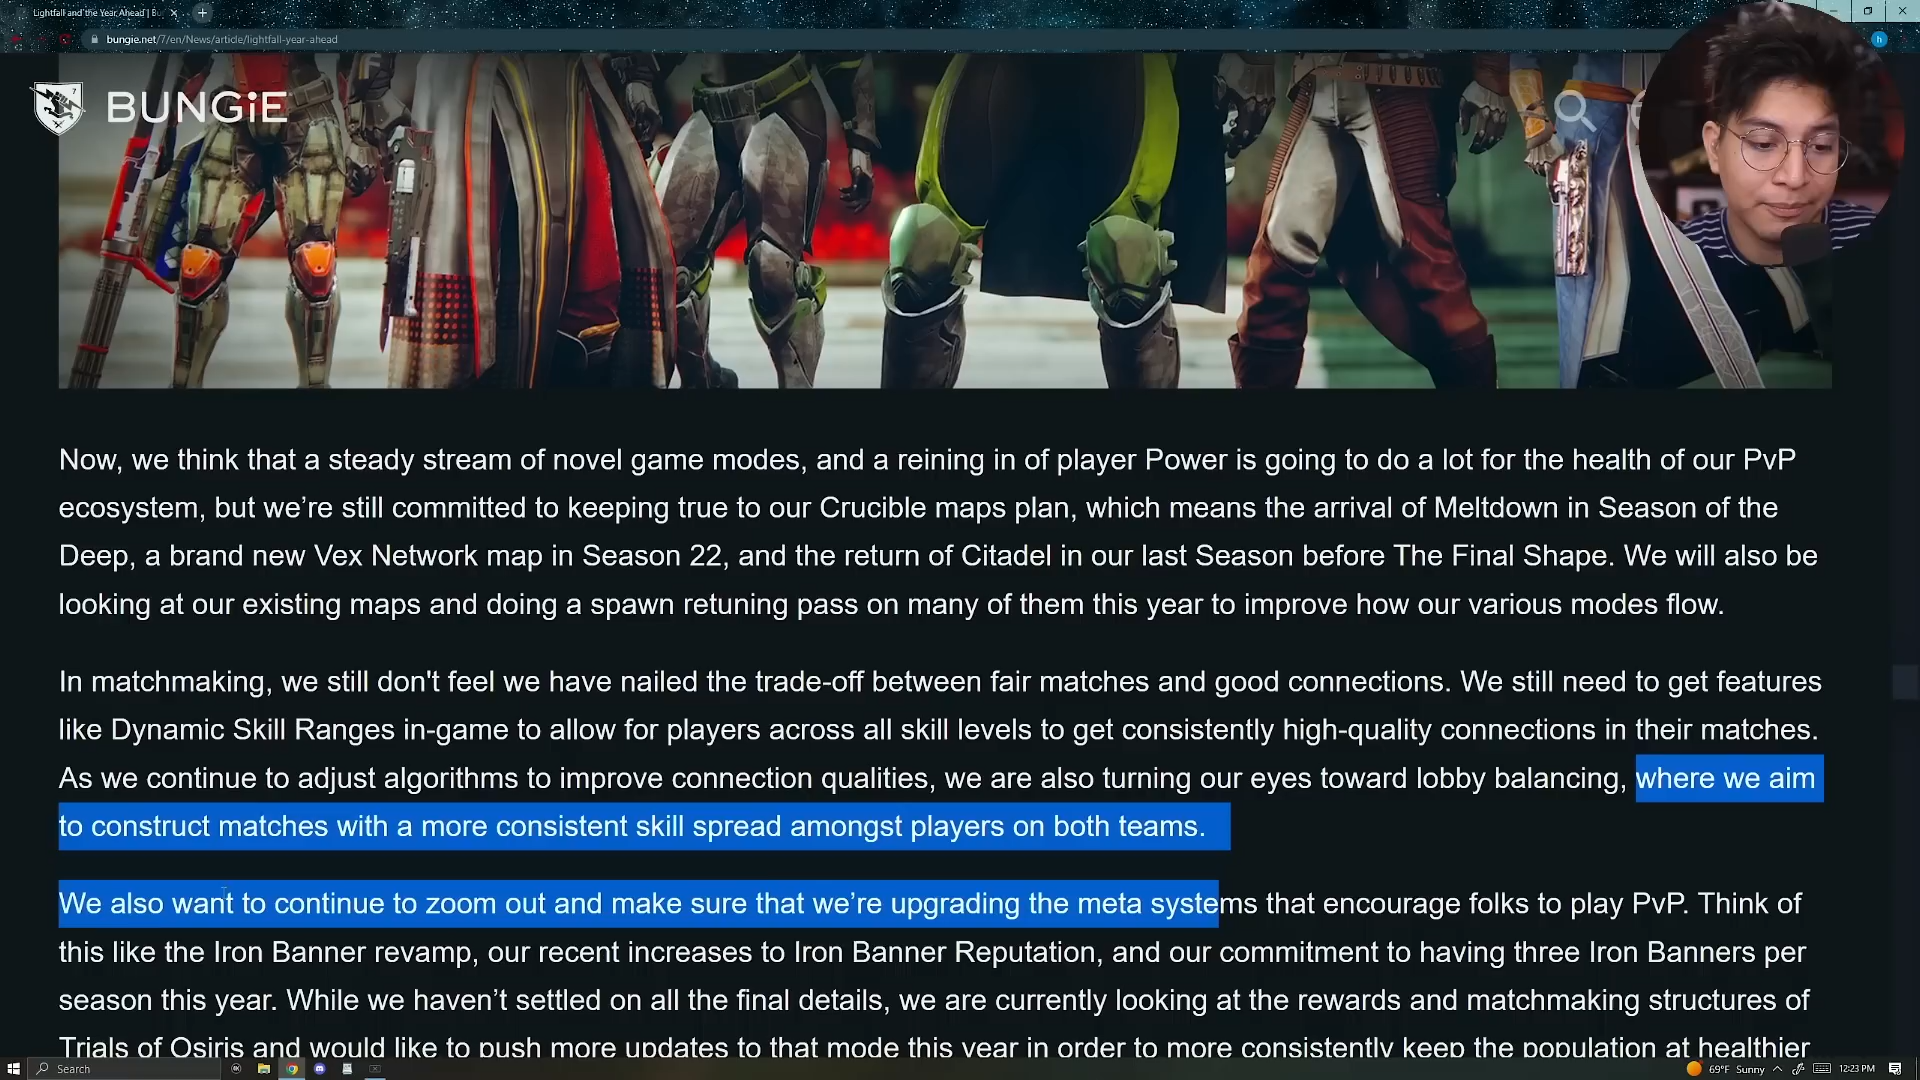 Lightfall and the Year Ahead | Bu
bungie.net/7/en/News/article/lightfall-year-ahead
h
7
BUNGiE
Now, we think that a steady stream of novel game modes, and a reining in of player Power is going to do a lot for the health of our PvP
ecosystem, but we’re still committed to keeping true to our Crucible maps plan, which means the arrival of Meltdown in Season of the
Deep, a brand new Vex Network map in Season 22, and the return of Citadel in our last Season before The Final Shape. We will also be
looking at our existing maps and doing a spawn retuning pass on many of them this year to improve how our various modes flow.
In matchmaking, we still don't feel we have nailed the trade-off between fair matches and good connections. We still need to get features
like Dynamic Skill Ranges in-game to allow for players across all skill levels to get consistently high-quality connections in their matches.
As we continue to adjust algorithms to improve connection qualities, we are also turning our eyes toward lobby balancing, where we aim
to construct matches with a more consistent skill spread amongst players on both teams.
We also want to continue to zoom out and make sure that we’re upgrading the meta systems that encourage folks to play PvP. Think of
this like the Iron Banner revamp, our recent increases to Iron Banner Reputation, and our commitment to having three Iron Banners per
season this year. While we haven’t settled on all the final details, we are currently looking at the rewards and matchmaking structures of
Trials of Osiris and would like to push more updates to that mode this year in order to more consistently keep the population at healthier
Search
69°F Sunny
12:23 PM